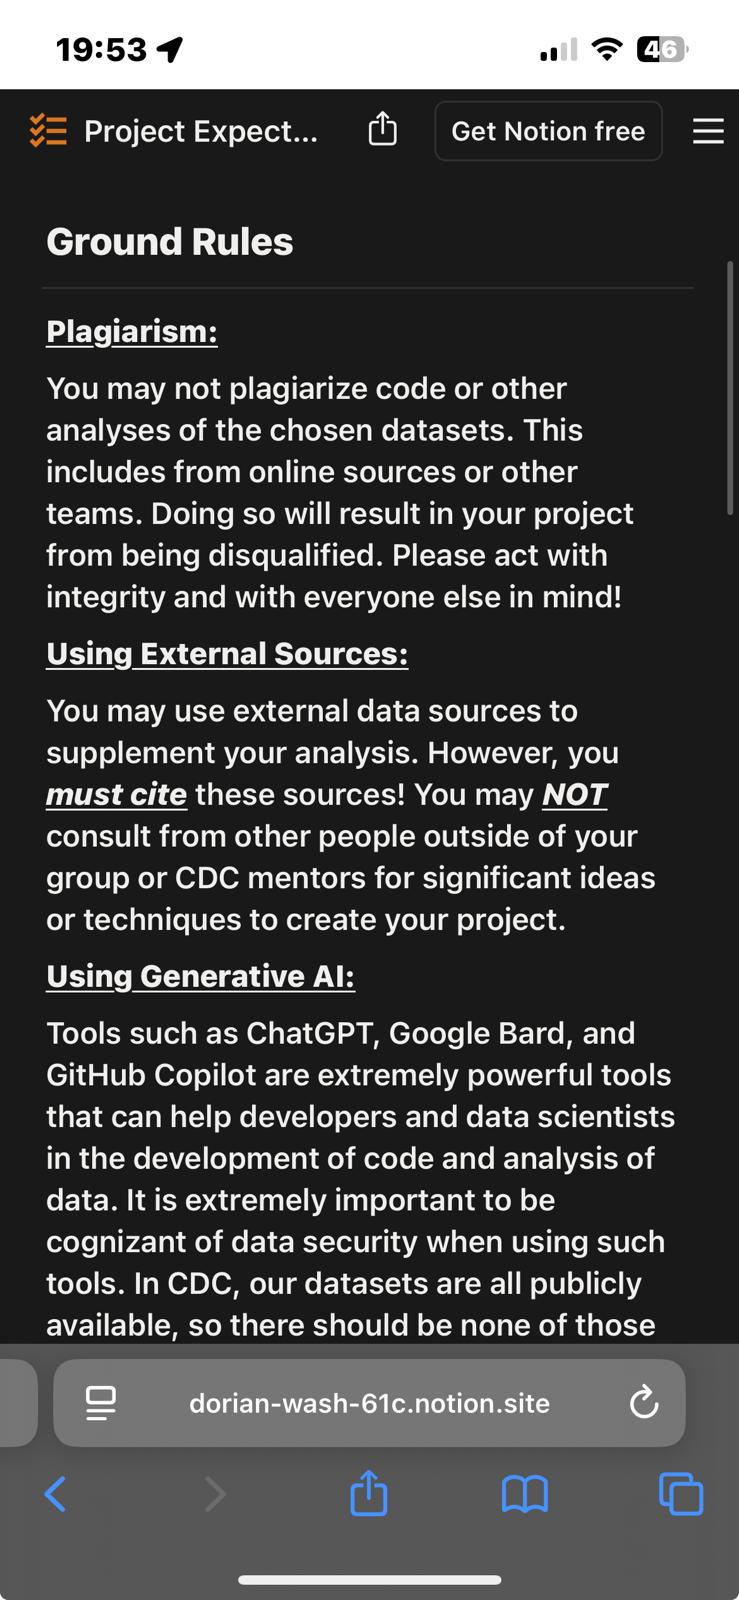 19:53
46
Project Expect...
Get Notion free
Ground Rules
Plagiarism:
You may not plagiarize code or other
analyses of the chosen datasets. This
includes from online sources or other
teams. Doing so will result in your project
from being disqualified. Please act with
integrity and with everyone else in mind!
Using External Sources:
You may use external data sources to
supplement your analysis. However, you
must cite these sources! You may NOT
consult from other people outside of your
group or CDC mentors for significant ideas
or techniques to create your project.
Using Generative AI:
Tools such as ChatGPT, Google Bard, and
GitHub Copilot are extremely powerful tools
that can help developers and data scientists
in the development of code and analysis of
data. It is extremely important to be
cognizant of data security when using such
tools. In CDC, our datasets are all publicly
available, so there should be none of those
dorian-wash-61c.notion.site